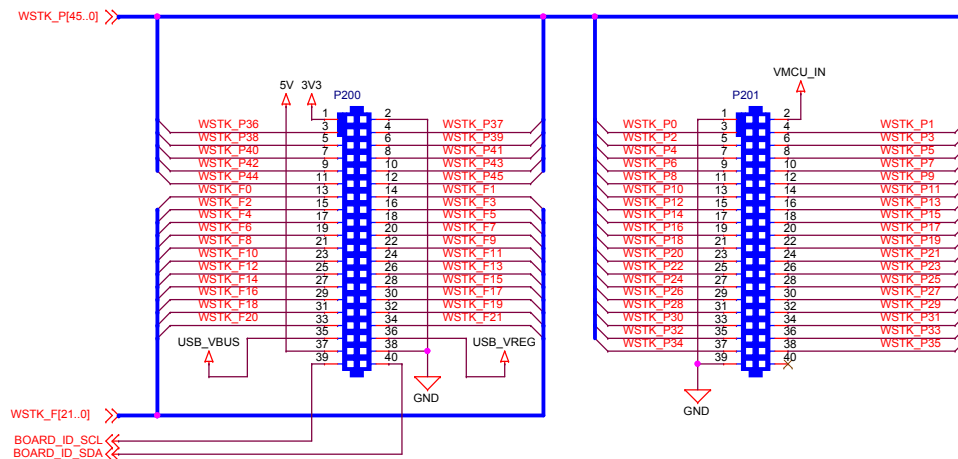 WSTK_P[45..0]
5V 3V3 VMCU_IN
P200 P201
1 2 1 2
WSTK_P36 3 4 WSTK_P37 WSTK_P0 3 4 WSTK_P1
WSTK_P38 5 6 WSTK_P39 WSTK_P2 5 6 WSTK_P3
WSTK_P40 7 8 WSTK_P41 WSTK_P4 7 8 WSTK_P5
WSTK_P42 9 10 WSTK_P43 WSTK_P6 9 10 WSTK_P7
WSTK_P44 11 12 WSTK_P45 WSTK_P8 11 12 WSTK_P9
WSTK_F0 13 14 WSTK_F1 WSTK_P10 13 14 WSTK_P11
WSTK_F2 15 16 WSTK_F3 WSTK_P12 15 16 WSTK_P13
WSTK_F4 17 18 WSTK_F5 WSTK_P14 17 18 WSTK_P15
WSTK_F6 19 20 WSTK_F7 WSTK_P16 19 20 WSTK_P17
WSTK_F8 21 22 WSTK_F9 WSTK_P18 21 22 WSTK_P19
WSTK_F10 23 24 WSTK_F11 WSTK_P20 23 24 WSTK_P21
WSTK_F12 25 26 WSTK_F13 WSTK_P22 25 26 WSTK_P23
WSTK_F14 27 28 WSTK_F15 WSTK_P24 27 28 WSTK_P25
WSTK_F16 29 30 WSTK_F17 WSTK_P26 29 30 WSTK_P27
WSTK_F18 31 32 WSTK_F19 WSTK_P28 31 32 WSTK_P29
WSTK_F20 33 34 WSTK_F21 WSTK_P30 33 34 WSTK_P31
35 36 WSTK_P32 35 36 WSTK_P33
USB_VBUS 37 38 USB_VREG WSTK_P34 37 38 WSTK_P35
39 40 39 40
GND GND
WSTK_F[21..0]
BOARD_ID_SCL
BOARD_ID_SDA